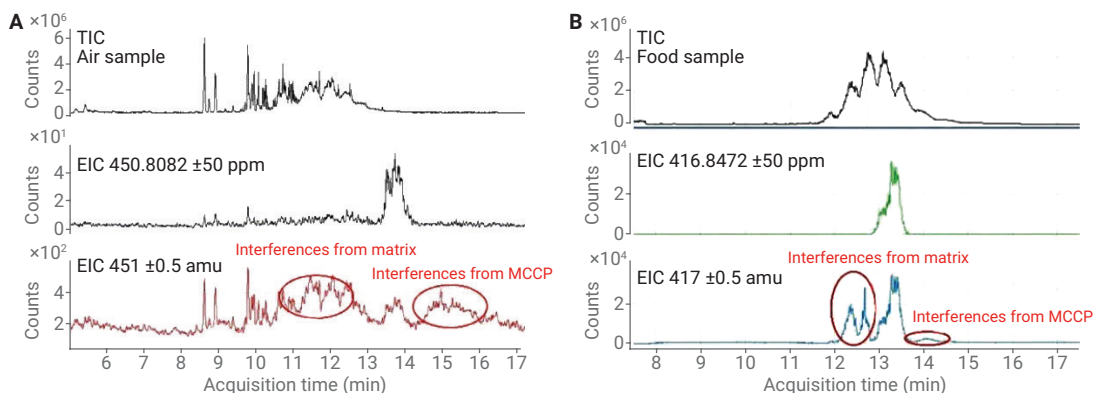 A
×10⁶
TIC
Air sample
6
4
2
0
Counts
×10¹
EIC 450.8082 ±50 ppm
4
2
0
Counts
×10²
Interferences from matrix
EIC 451 ±0.5 amu
Interferences from MCCP
4
2
Counts
6 7 8 9 10 11 12 13 14 15 16 17
Acquisition time (min)
B
×10⁶
TIC
Food sample
4
2
0
Counts
×10⁴
EIC 416.8472 ±50 ppm
2
0
Counts
×10⁴
Interferences from matrix
EIC 417 ±0.5 amu
Interferences from MCCP
2
0
Counts
8 9 10 11 12 13 14 15 16 17
Acquisition time (min)